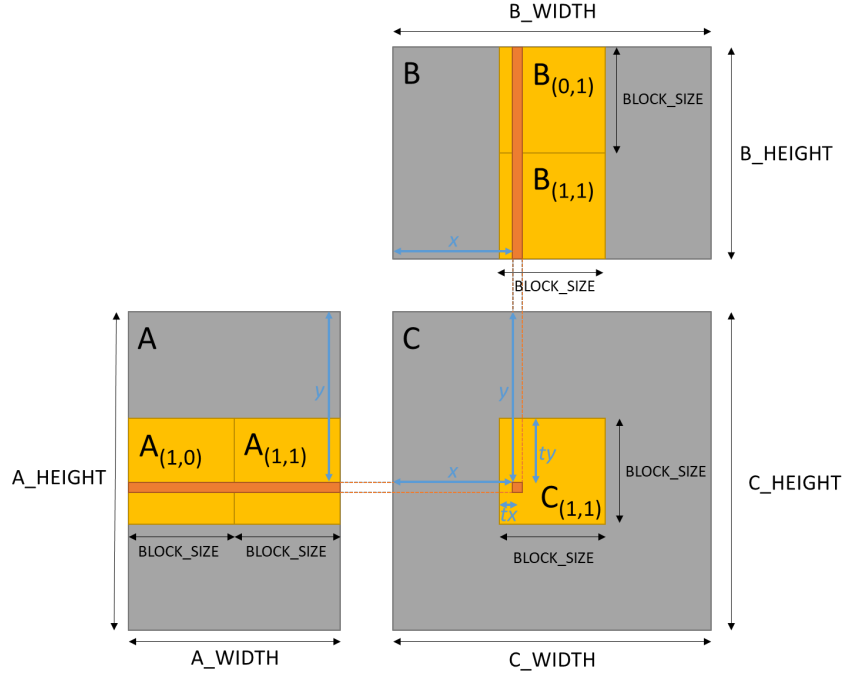 B_WIDTH
B
B(0,1)
BLOCK_SIZE
B_HEIGHT
B(1,1)
x
BLOCK_SIZE
A
C
y
y
A(1,0)
A(1,1)
ty
A_HEIGHT
x
BLOCK_SIZE
C_HEIGHT
C(1,1)
tx
BLOCK_SIZE
BLOCK_SIZE
BLOCK_SIZE
A_WIDTH
C_WIDTH